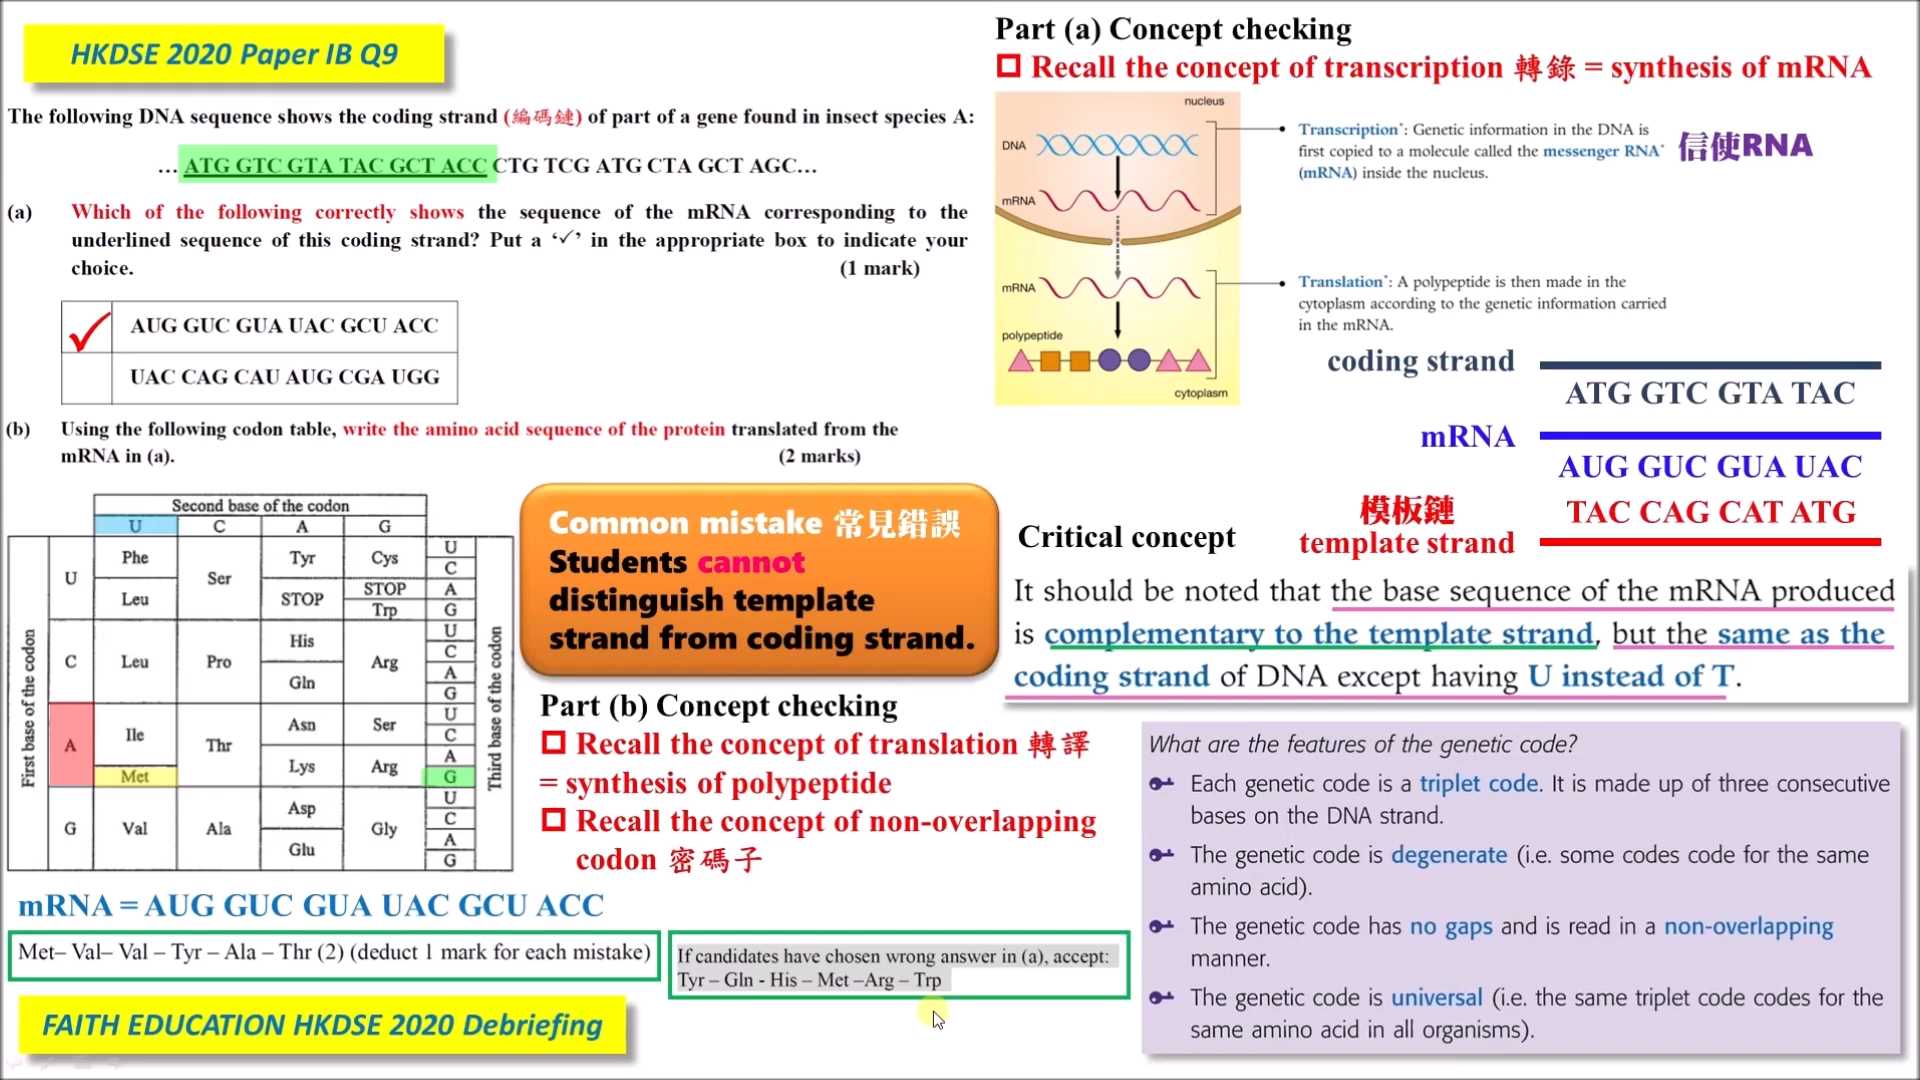 HKDSE 2020 Paper IB Q9
The following DNA sequence shows the coding strand (編碼鏈) of part of a gene found in insect species A:
… ATG GTC GTA TAC GCT ACC CTG TCG ATG CTA GCT AGC…
(a) Which of the following correctly shows the sequence of the mRNA corresponding to the
underlined sequence of this coding strand? Put a ‘✓’ in the appropriate box to indicate your
choice. (1 mark)
AUG GUC GUA UAC GCU ACC
UAC CAG CAU AUG CGA UGG
(b) Using the following codon table, write the amino acid sequence of the protein translated from the
mRNA in (a). (2 marks)
Second base of the codon
U C A G
First base of the codon
Third base of the codon
U
Phe
Leu
Ser
Tyr
STOP
Cys
STOP
Trp
U
C
A
G
C
Leu
Pro
His
Gln
Arg
U
C
A
G
A
Ile
Met
Thr
Asn
Lys
Ser
Arg
U
C
A
G
G
Val
Ala
Asp
Glu
Gly
U
C
A
G
mRNA = AUG GUC GUA UAC GCU ACC
Met– Val– Val – Tyr – Ala – Thr (2) (deduct 1 mark for each mistake)
If candidates have chosen wrong answer in (a), accept:
Tyr – Gln - His – Met –Arg – Trp
FAITH EDUCATION HKDSE 2020 Debriefing
Common mistake 常見錯誤
Students cannot
distinguish template
strand from coding strand.
Part (b) Concept checking
Recall the concept of translation 轉譯
= synthesis of polypeptide
Recall the concept of non-overlapping
codon 密碼子
Part (a) Concept checking
Recall the concept of transcription 轉錄 = synthesis of mRNA
nucleus
DNA
mRNA
mRNA
polypeptide
cytoplasm
Transcription*: Genetic information in the DNA is
first copied to a molecule called the messenger RNA*
(mRNA) inside the nucleus.
信使RNA
Translation*: A polypeptide is then made in the
cytoplasm according to the genetic information carried
in the mRNA.
coding strand
ATG GTC GTA TAC
mRNA
AUG GUC GUA UAC
模板鏈
TAC CAG CAT ATG
template strand
Critical concept
It should be noted that the base sequence of the mRNA produced
is complementary to the template strand, but the same as the
coding strand of DNA except having U instead of T.
What are the features of the genetic code?
Each genetic code is a triplet code. It is made up of three consecutive
bases on the DNA strand.
The genetic code is degenerate (i.e. some codes code for the same
amino acid).
The genetic code has no gaps and is read in a non-overlapping
manner.
The genetic code is universal (i.e. the same triplet code codes for the
same amino acid in all organisms).